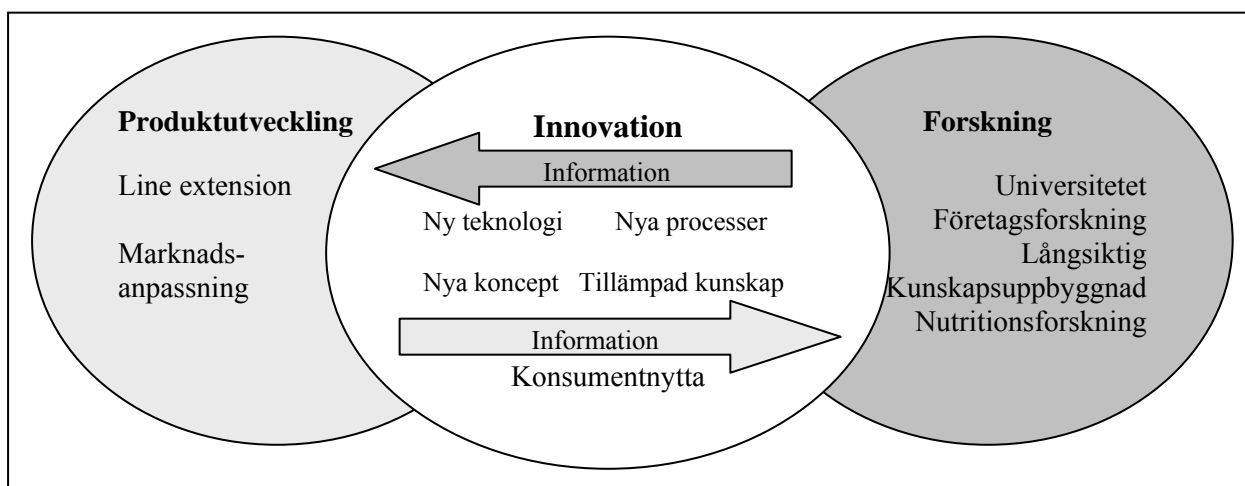 Produktutveckling
Line extension
Marknads-
anpassning
Innovation
Information
Ny teknologi Nya processer
Nya koncept Tillämpad kunskap
Information
Konsumentnytta
Forskning
Universitetet
Företagsforskning
Långsiktig
Kunskapsuppbyggnad
Nutritionsforskning